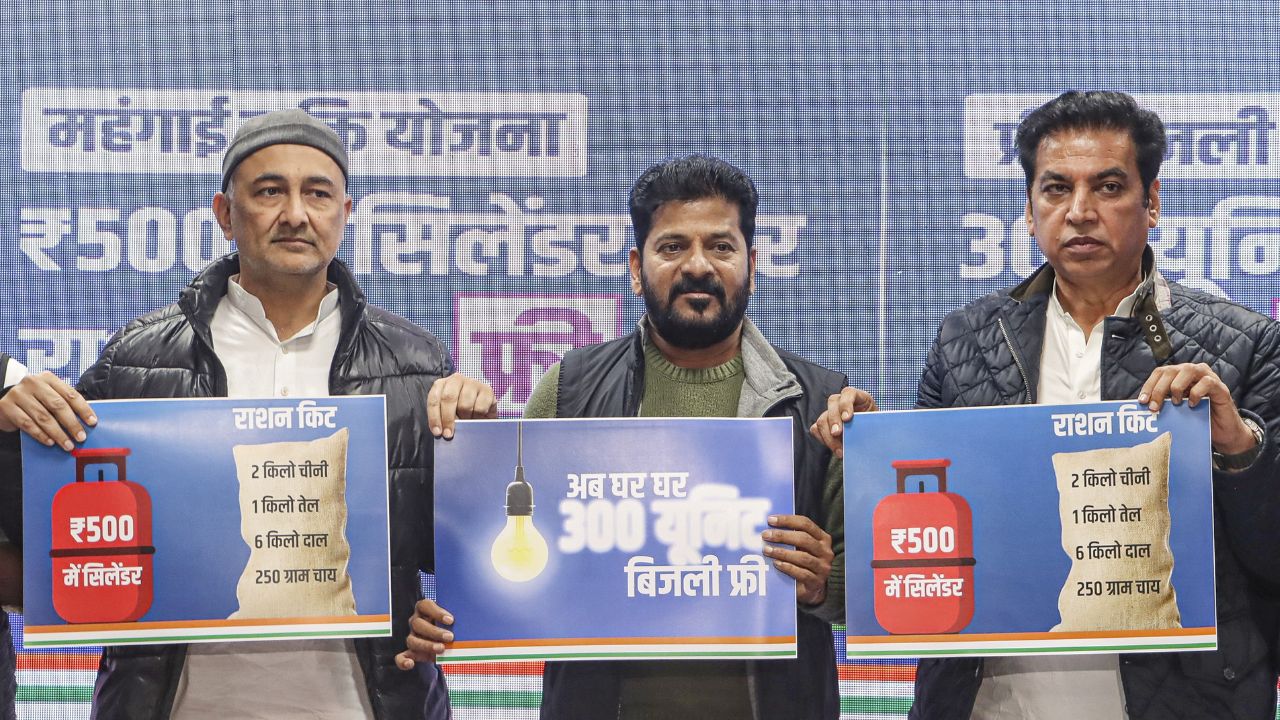 महंगाई योजना
₹500 सिलेंडर
फ्री
300
राशन किट
2 किलो चीनी
1 किलो तेल
6 किलो दाल
250 ग्राम चाय
₹500
में सिलेंडर
अब घर घर
300 यूनिट
बिजली फ्री
राशन किट
2 किलो चीनी
1 किलो तेल
6 किलो दाल
250 ग्राम चाय
₹500
में सिलेंडर